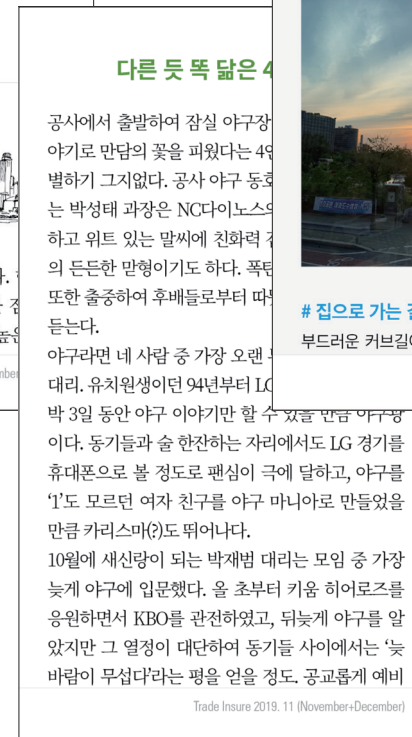 다른 듯 똑 닮은 4
공사에서 출발하여 잠실 야구장
야기로 만담의 꽃을 피웠다는 4인
별하기 그지없다. 공사 야구 동호
는 박성태 과장은 NC다이노스의
하고 위트 있는 말씨에 친화력
의 든든한 맏형이기도 하다. 폭탄
또한 출중하여 후배들로부터
듣는다.
야구라면 네 사람 중 가장 오랜
대리. 유치원생이던 94년부터 LG
박 3일 동안 야구 이야기만 할 수 있을 만큼 야구광
이다. 동기들과 술 한잔하는 자리에서도 LG 경기를
휴대폰으로 볼 정도로 팬심이 극에 달하고, 야구를
‘1’도 모르던 여자 친구를 야구 마니아로 만들었을
만큼 카리스마(?)도 뛰어나다.
10월에 새신랑이 되는 박재범 대리는 모임 중 가장
늦게 야구에 입문했다. 올 초부터 키움 히어로즈를
응원하면서 KBO를 관전하였고, 뒤늦게 야구를 알
았지만 그 열정이 대단하여 동기들 사이에서는 ‘늦
바람이 무섭다’라는 평을 얻을 정도. 공교롭게 예비
Trade Insure 2019. 11 (November+December)
# 집으로 가는
부드러운 커브길